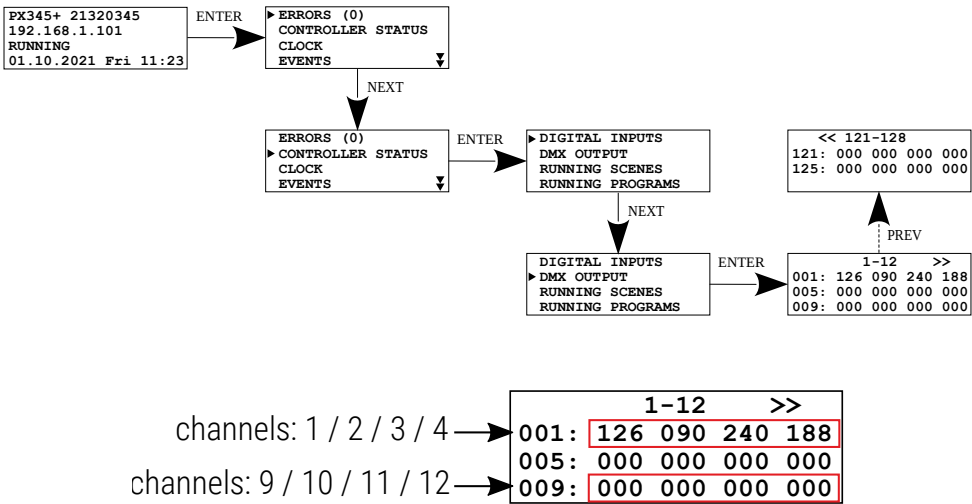 PX345+ 21320345
192.168.1.101
RUNNING
01.10.2021 Fri 11:23
ENTER
ERRORS (0)
CONTROLLER STATUS
CLOCK
EVENTS
NEXT
ERRORS (0)
CONTROLLER STATUS
CLOCK
EVENTS
ENTER
DIGITAL INPUTS
DMX OUTPUT
RUNNING SCENES
RUNNING PROGRAMS
<< 121-128
121: 000 000 000 000
125: 000 000 000 000
NEXT
PREV
DIGITAL INPUTS
DMX OUTPUT
RUNNING SCENES
RUNNING PROGRAMS
ENTER
1-12 >>
001: 126 090 240 188
005: 000 000 000 000
009: 000 000 000 000
1-12 >>
channels: 1 / 2 / 3 / 4
001: 126 090 240 188
005: 000 000 000 000
channels: 9 / 10 / 11 / 12
009: 000 000 000 000